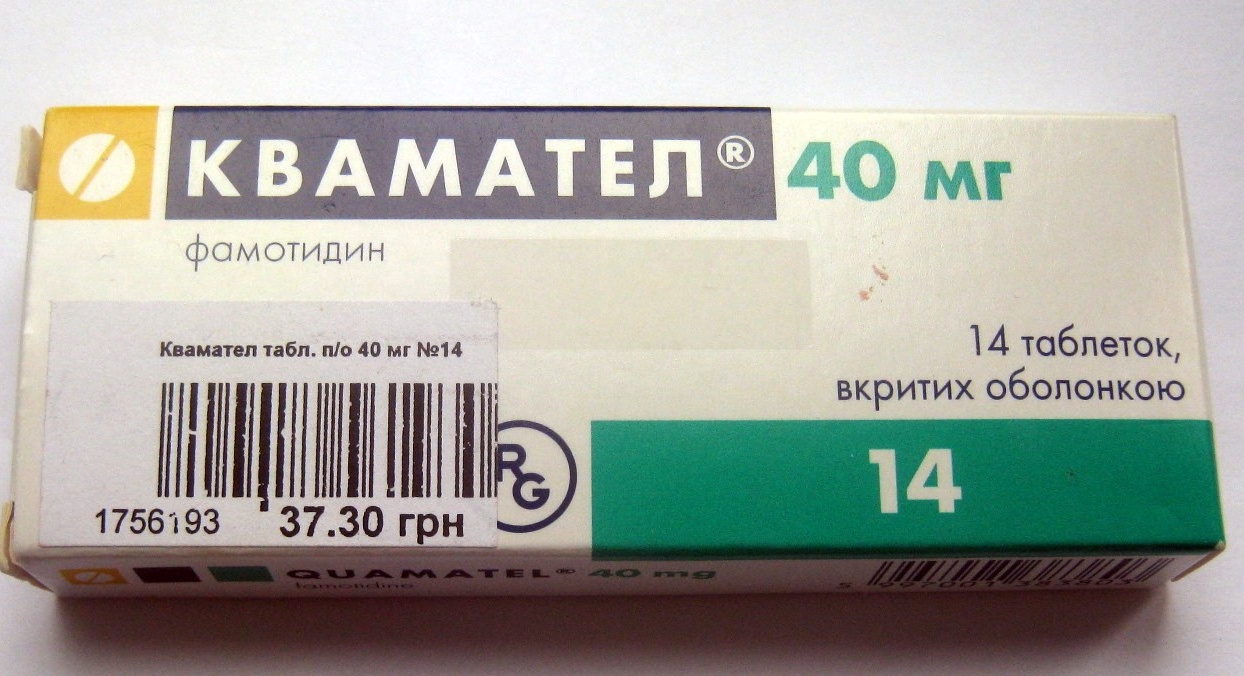 КВАМАТЕЛ® 40 мг
фамотидин
14 таблеток,
вкритих оболонкою
14
Квамател табл. п/о 40 мг №14
1756193
37.30 грн
RG
QUAMATEL® 40 mg
famotidine